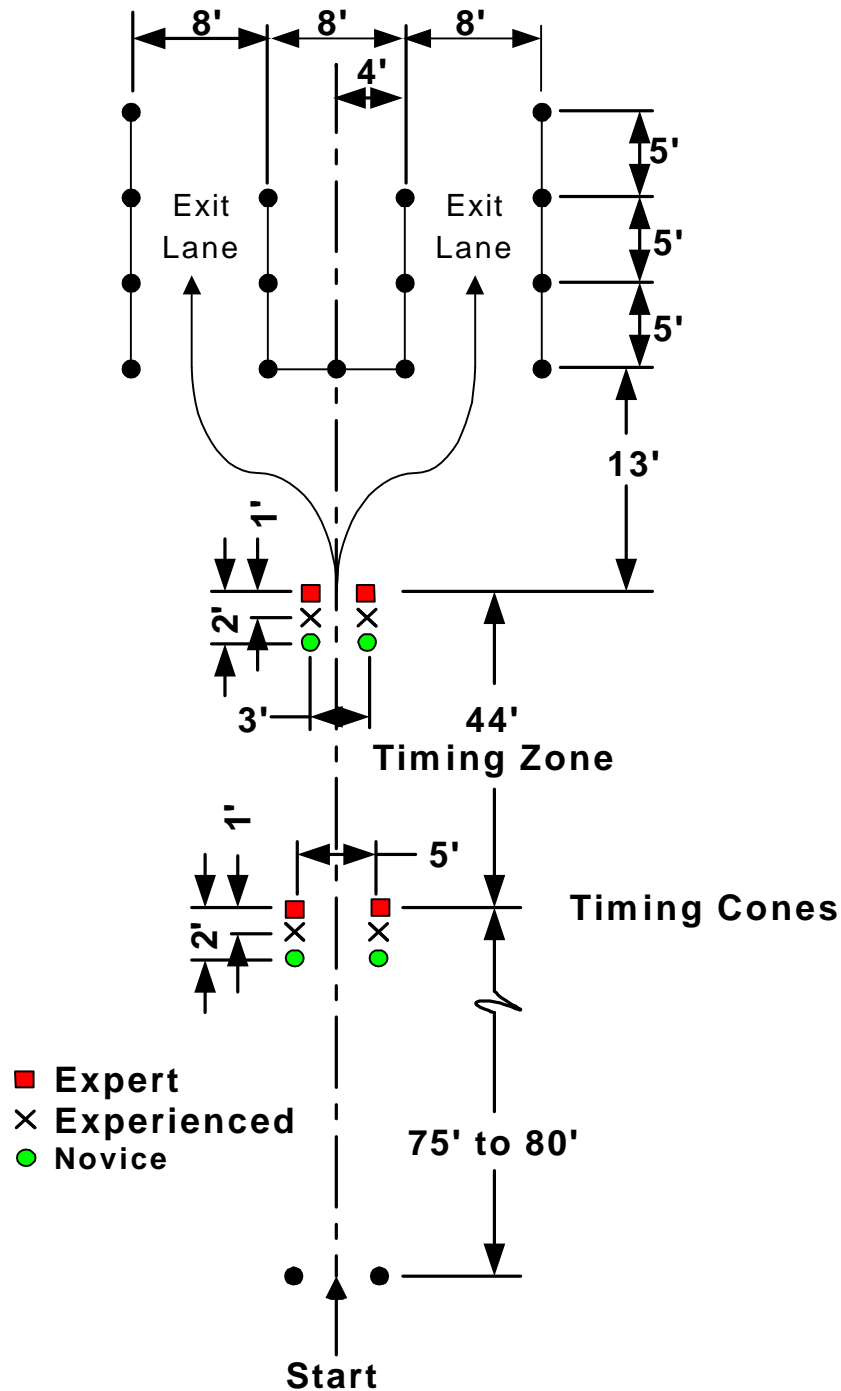 8' 8' 8'
4'
5'
Exit Exit
Lane Lane
5'
5'
13'
1'
2'
3'
44'
Timing Zone
1'
5'
Timing Cones
2'
Expert
Experienced
75' to 80'
Novice
Start